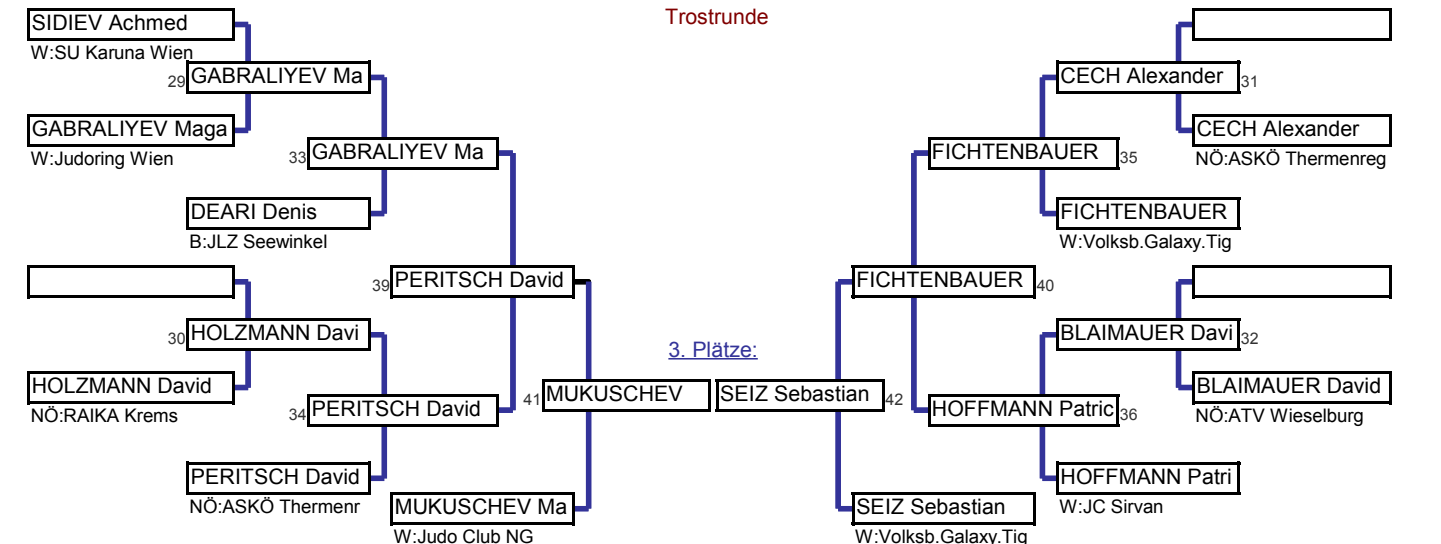 Trostrunde
SIDIEV Achmed
W:SU Karuna Wien
29 GABRALIYEV Ma
GABRALIYEV Maga
W:Judoring Wien
33 GABRALIYEV Ma
DEARI Denis
B:JLZ Seewinkel
39 PERITSCH David
30 HOLZMANN Davi
HOLZMANN David
NÖ:RAIKA Krems
34 PERITSCH David
PERITSCH David
NÖ:ASKÖ Thermenr
41 MUKUSCHEV
MUKUSCHEV Ma
W:Judo Club NG
3. Plätze:
SEIZ Sebastian 42
CECH Alexander 31
CECH Alexander
NÖ:ASKÖ Thermenreg
FICHTENBAUER 35
FICHTENBAUER
W:Volksb.Galaxy.Tig
FICHTENBAUER 40
BLAIMAUER Davi 32
BLAIMAUER David
NÖ:ATV Wieselburg
HOFFMANN Patric 36
HOFFMANN Patri
W:JC Sirvan
SEIZ Sebastian
W:Volksb.Galaxy.Tig